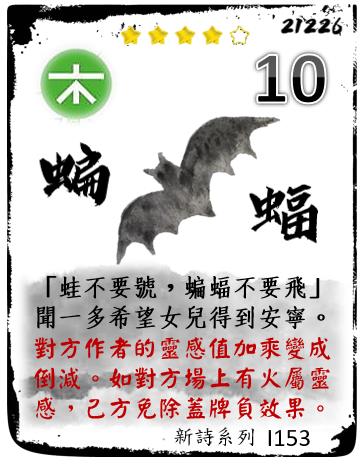 21226
木
10
蝙
蝠
「蛙不要號，蝙蝠不要飛」
聞一多希望女兒得到安寧。
對方作者的靈感值加乘變成
倒減。如對方場上有火屬靈
感，己方免除蓋牌負效果。
新詩系列 I153